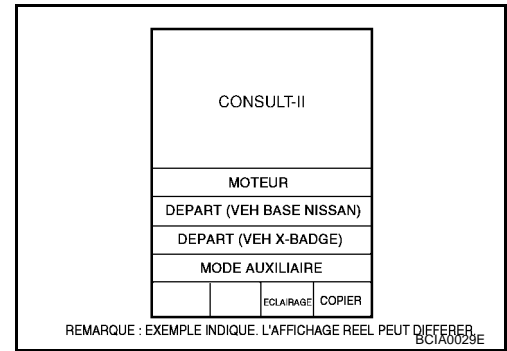 CONSULT-II
MOTEUR
DEPART (VEH BASE NISSAN)
DEPART (VEH X-BADGE)
MODE AUXILIAIRE
ECLAIRAGE COPIER
REMARQUE : EXEMPLE INDIQUE. L'AFFICHAGE REEL PEUT DIFFERER.
BCIA0029E